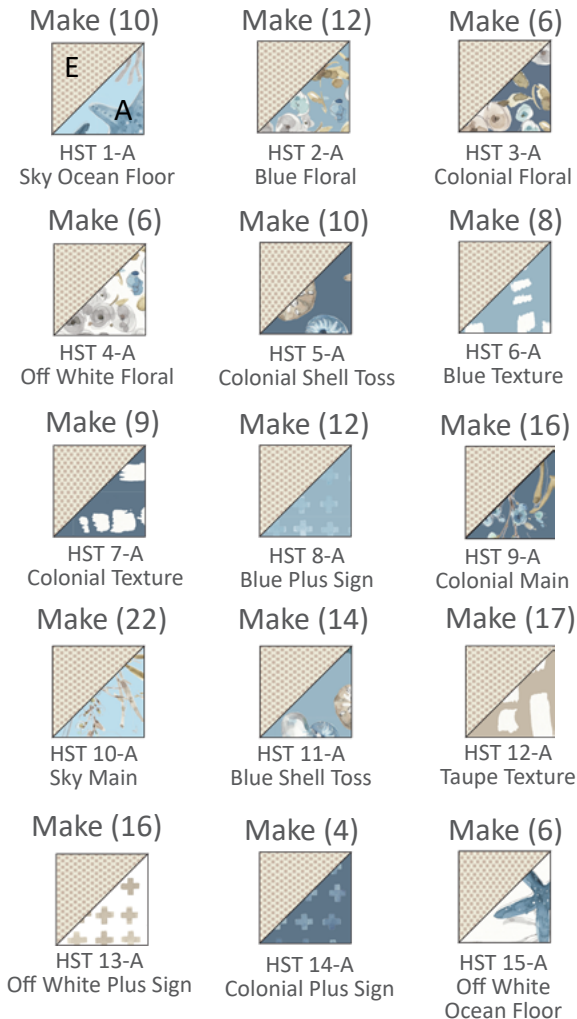 Make (10)
Make (12)
Make (6)
E
A
HST 1-A
Sky Ocean Floor
HST 2-A
Blue Floral
HST 3-A
Colonial Floral
Make (6)
Make (10)
Make (8)
HST 4-A
Off White Floral
HST 5-A
Colonial Shell Toss
HST 6-A
Blue Texture
Make (9)
Make (12)
Make (16)
HST 7-A
Colonial Texture
HST 8-A
Blue Plus Sign
HST 9-A
Colonial Main
Make (22)
Make (14)
Make (17)
HST 10-A
Sky Main
HST 11-A
Blue Shell Toss
HST 12-A
Taupe Texture
Make (16)
Make (4)
Make (6)
HST 13-A
Off White Plus Sign
HST 14-A
Colonial Plus Sign
HST 15-A
Off White
Ocean Floor